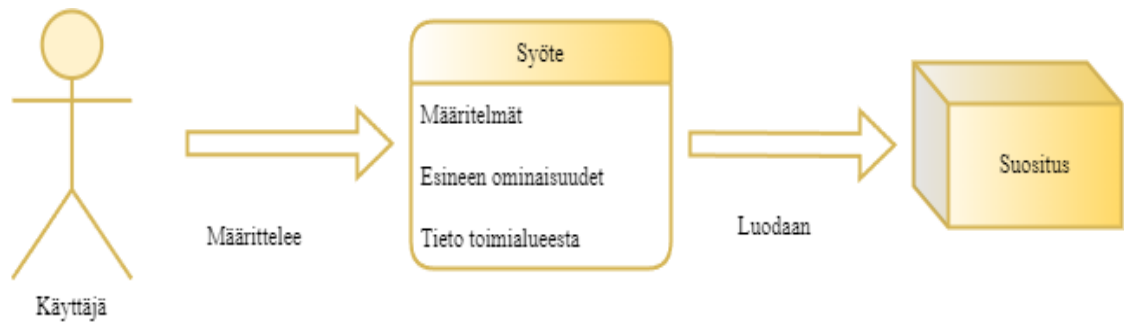 Käyttäjä
Määrittelee
Syöte
Määritelmät
Esineen ominaisuudet
Tieto toimialueesta
Luodaan
Suositus